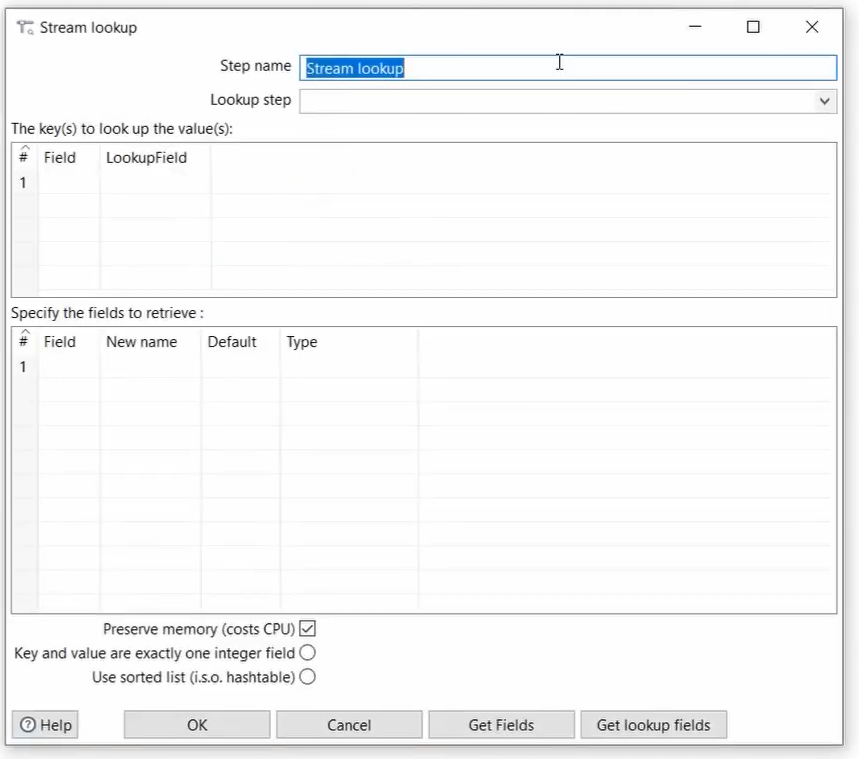 Stream lookup
Step name Stream lookup
Lookup step
The key(s) to look up the value(s):
# Field LookupField
1
Specify the fields to retrieve :
# Field New name Default Type
1
Preserve memory (costs CPU)
Key and value are exactly one integer field
Use sorted list (i.s.o. hashtable)
Help OK Cancel Get Fields Get lookup fields